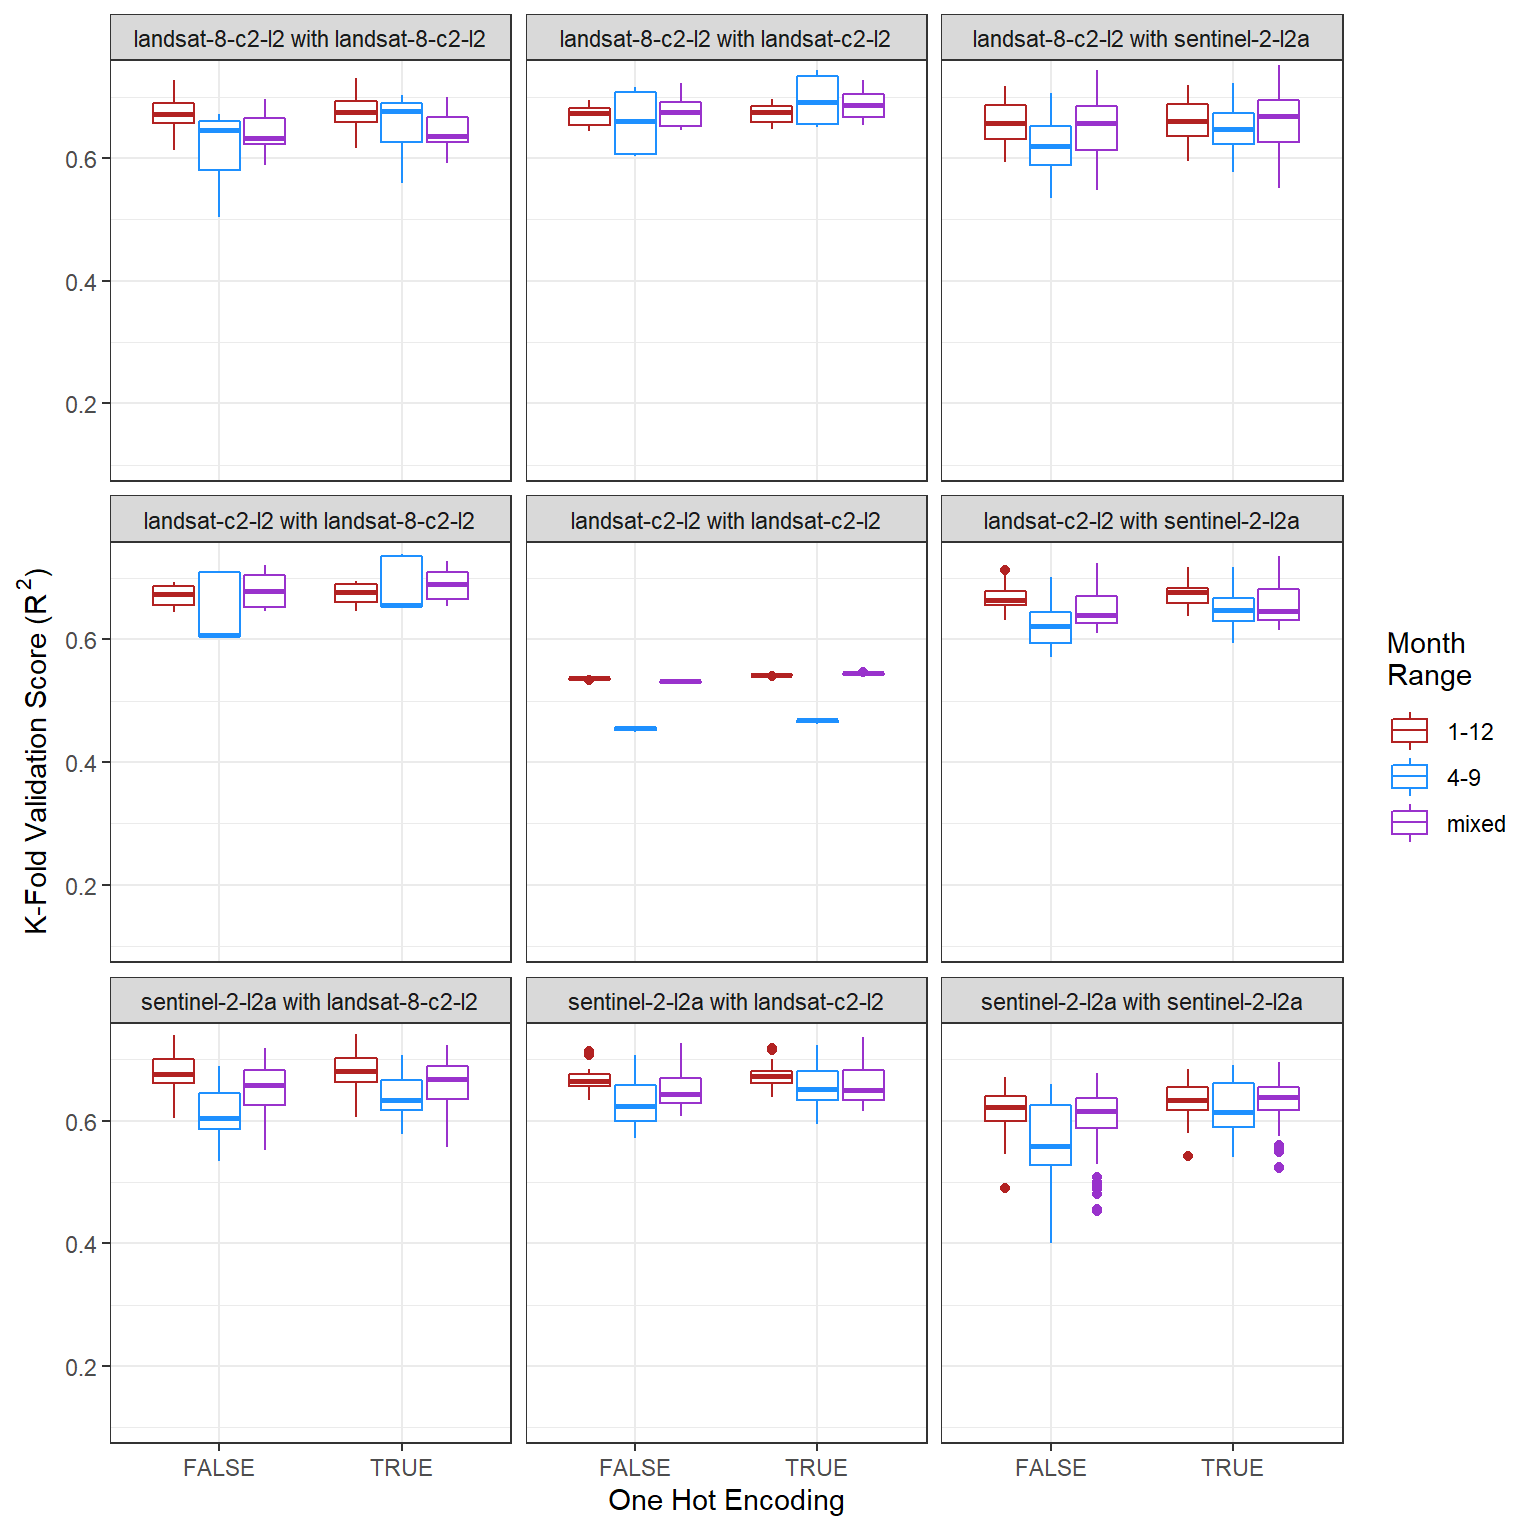 landsat-8-c2-l2 with landsat-8-c2-l2
landsat-8-c2-l2 with landsat-c2-l2
landsat-8-c2-l2 with sentinel-2-l2a
0.6
0.4
0.2
landsat-c2-l2 with landsat-8-c2-l2
landsat-c2-l2 with landsat-c2-l2
landsat-c2-l2 with sentinel-2-l2a
0.6
0.4
0.2
sentinel-2-l2a with landsat-8-c2-l2
sentinel-2-l2a with landsat-c2-l2
sentinel-2-l2a with sentinel-2-l2a
0.6
0.4
0.2
FALSE TRUE
FALSE TRUE
FALSE TRUE
One Hot Encoding
K-Fold Validation Score (R²)
Month
Range
1-12
4-9
mixed